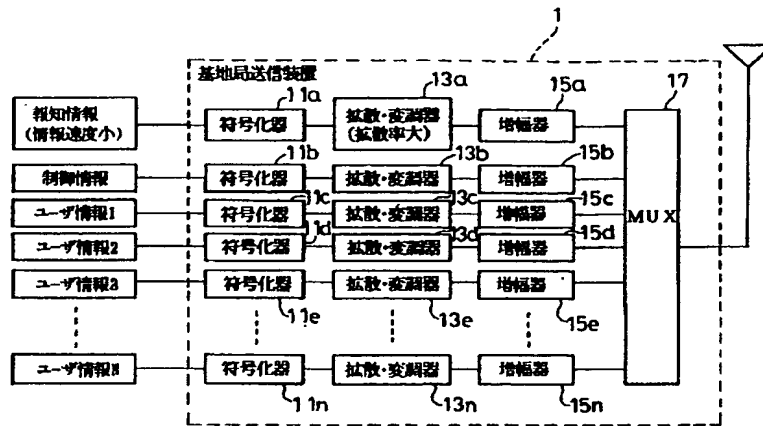 1
基地局送信装置
報知情報
(情報速度小)
11a
符号化器
13a
拡散・変調器
(拡散率大)
15a
増幅器
17
MUX
制御情報
11b
符号化器
13b
拡散・変調器
15b
増幅器
ユーザ情報1
11c
符号化器
13c
拡散・変調器
15c
増幅器
ユーザ情報2
11d
符号化器
13d
拡散・変調器
15d
増幅器
ユーザ情報3
符号化器
11e
拡散・変調器
13e
増幅器
15e
ユーザ情報N
符号化器
11n
拡散・変調器
13n
増幅器
15n